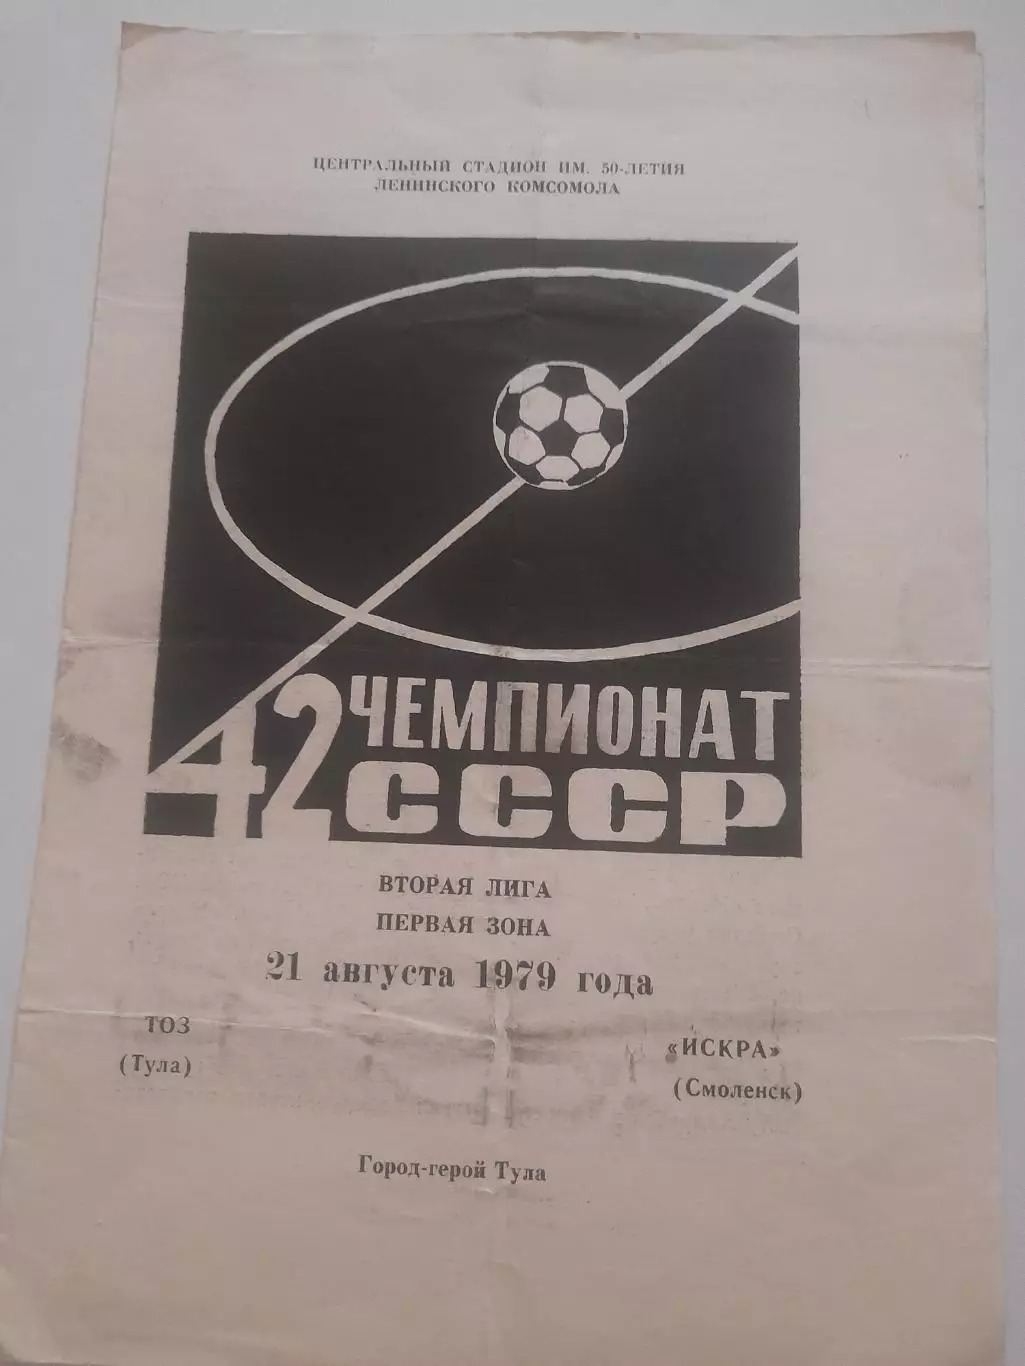 ЦЕНТРАЛЬНЫЙ СТАДИОН ИМ. 50-ЛЕТИЯ
ЛЕНИНСКОГО КОМСОМОЛА
42 ЧЕМПИОНАТ
СССР
ВТОРАЯ ЛИГА
ПЕРВАЯ ЗОНА
21 августа 1979 года
ТОЗ
(Тула)
«ИСКРА»
(Смоленск)
Город-герой Тула